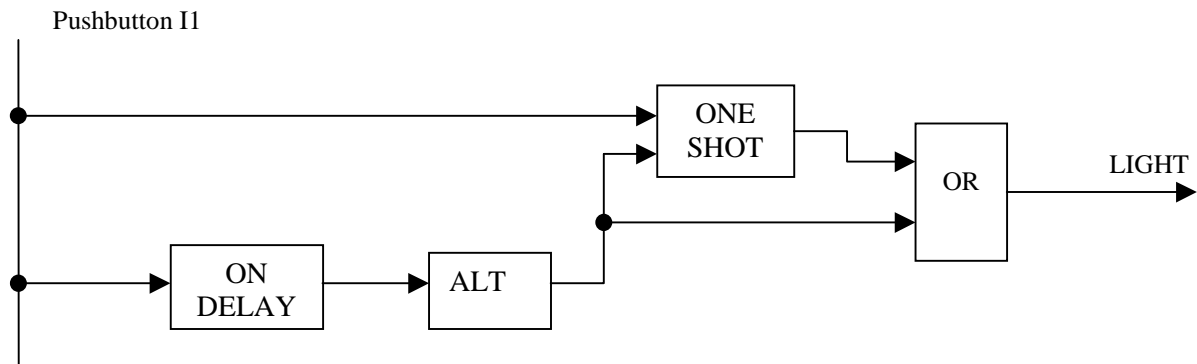 Pushbutton I1
ONE
SHOT
OR
LIGHT
ON
DELAY
ALT